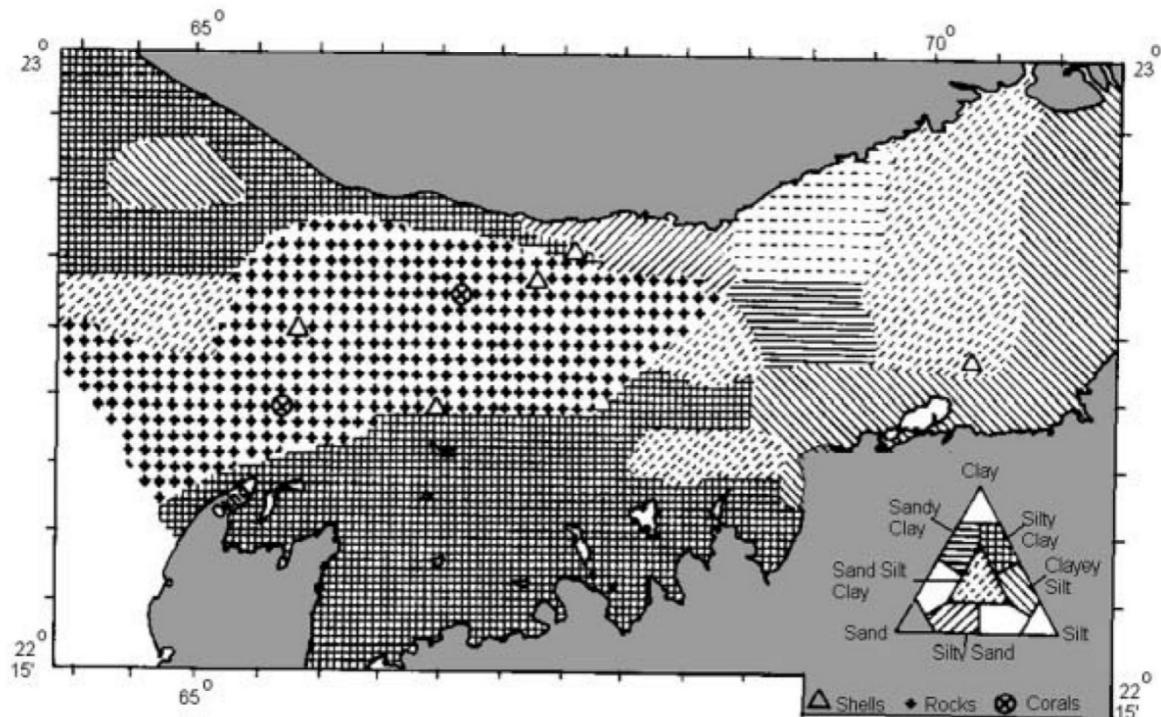 65° 70°
23° 23°
Clay
Sandy Clay
Silty Clay
Sand Silt Clay
Clayey Silt
Sand
Silt
Silty Sand
22° 15'
65°
22° 15'
Shells Rocks Corals